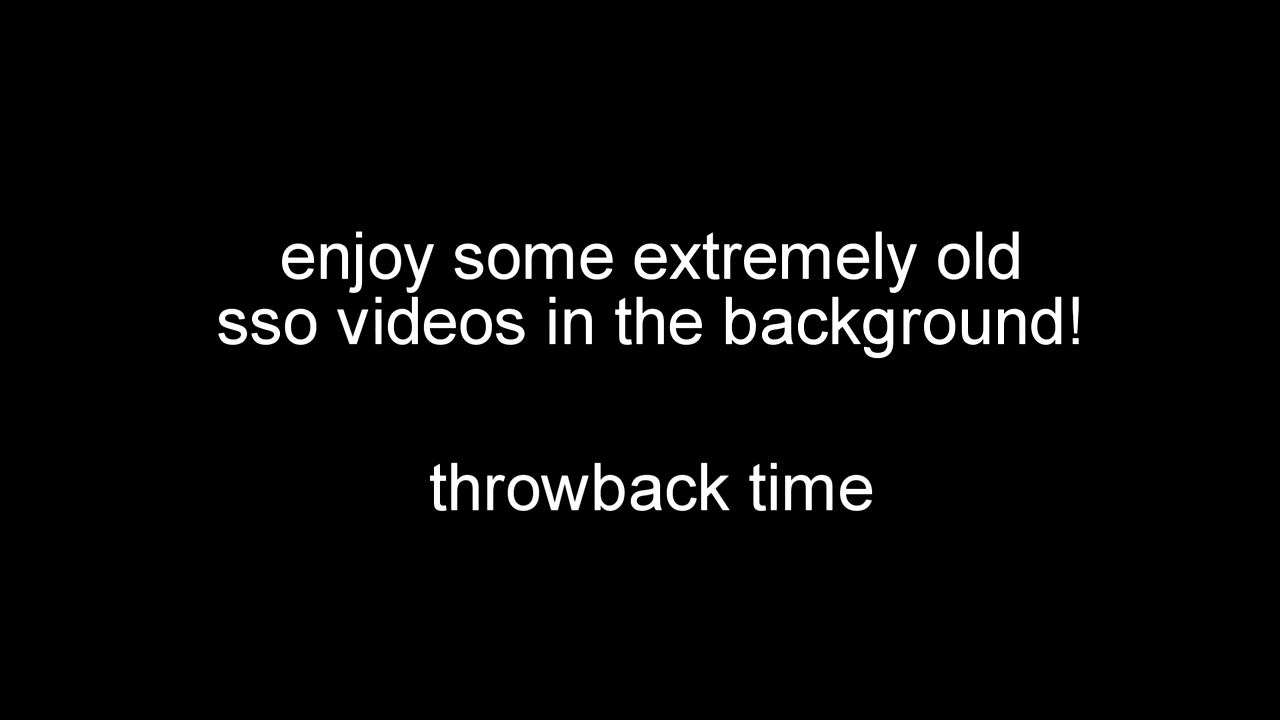 enjoy some extremely old
sso videos in the background!
throwback time